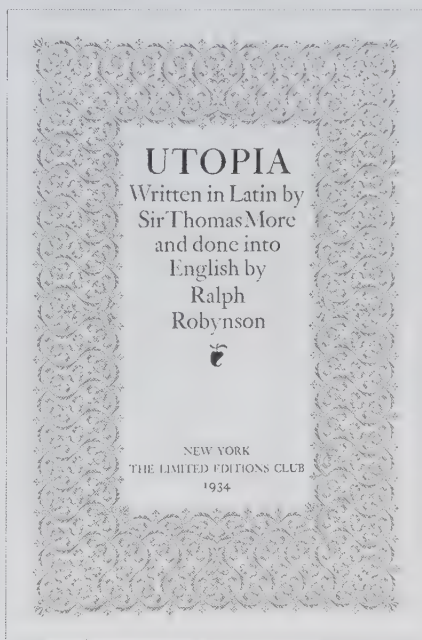 UTOPIA
Written in Latin by
Sir Thomas More
and done into
English by
Ralph
Robynson
NEW YORK
THE LIMITED EDITIONS CLUB
1934